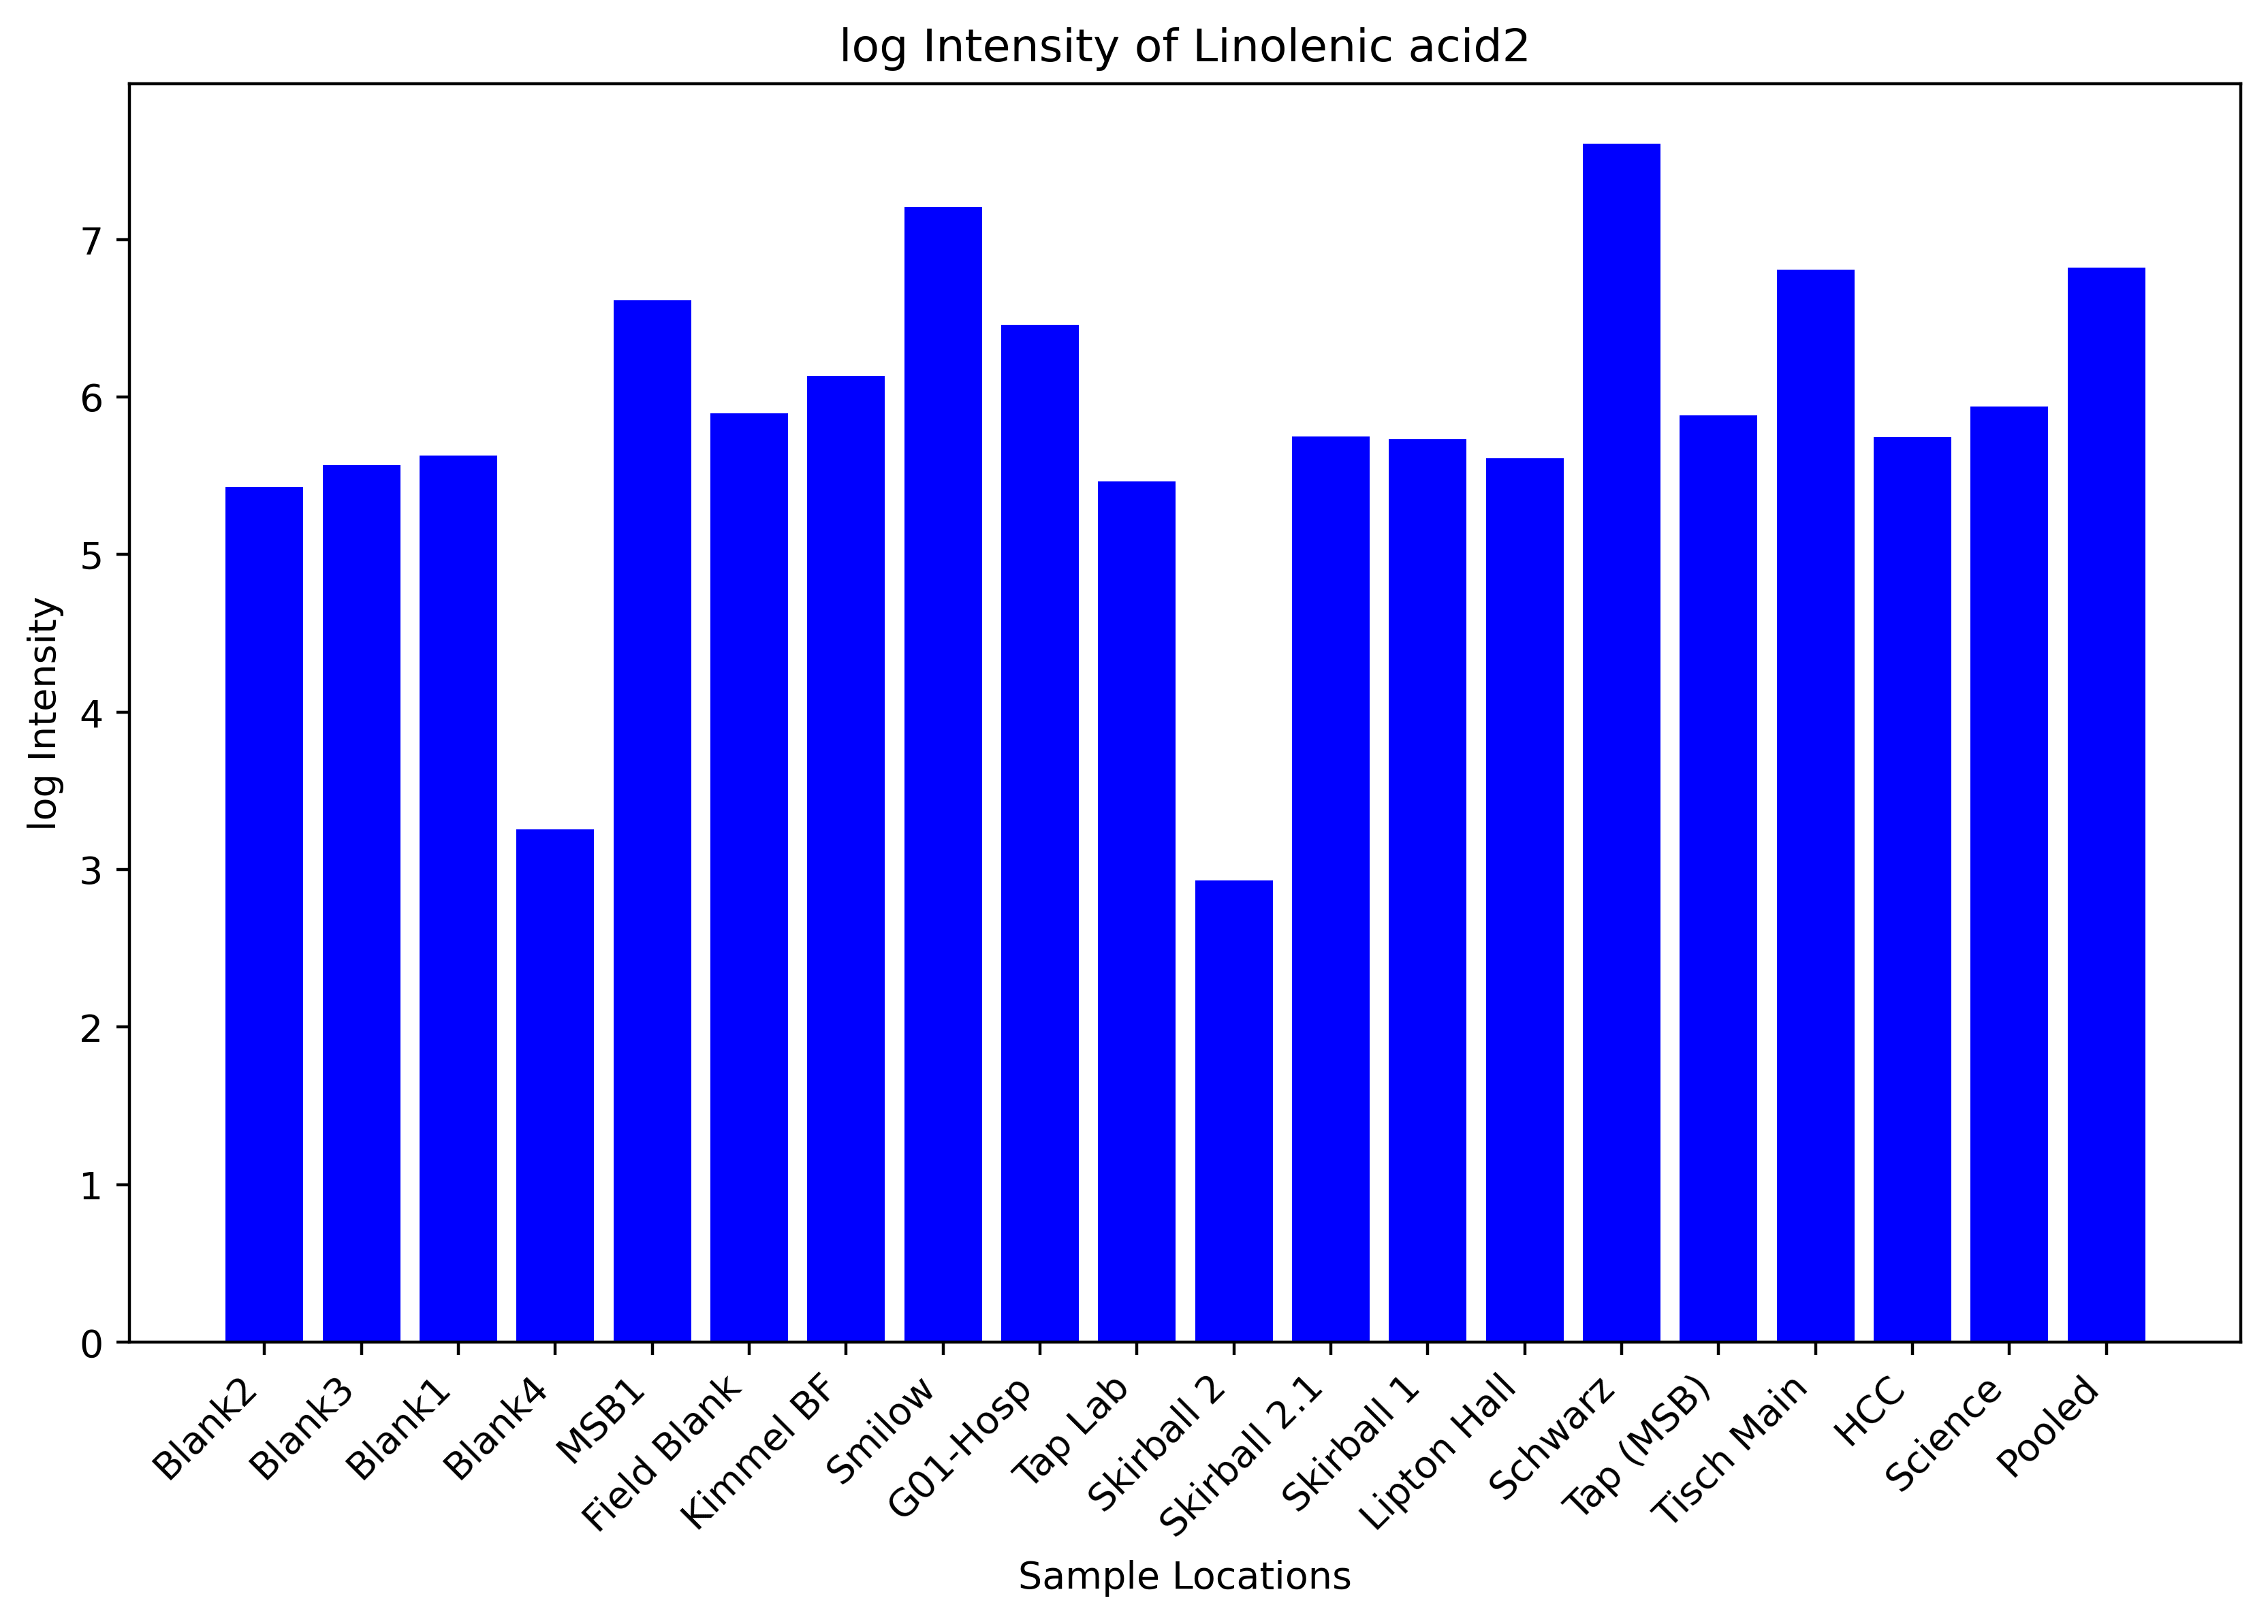 log Intensity of Linolenic acid2
log Intensity
7
6
5
4
3
2
1
0
Blank2
Blank3
Blank1
Blank4
MSB1
Field Blank
Kimmel BF
Smilow
G01-Hosp
Tap Lab
Skirball 2
Skirball 2.1
Skirball 1
Lipton Hall
Schwarz
Tap (MSB)
Tisch Main
HCC
Science
Pooled
Sample Locations